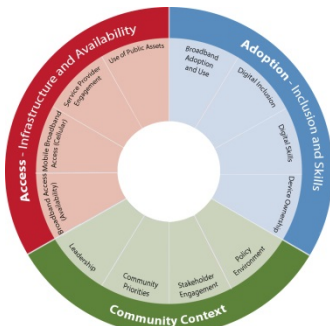 Access - Infrastructure and Availability
Use of Public Assets
Service Provider
Engagement
Mobile Broadband
Access (Cellular)
Broadband Access
(Availability)
Adoption - Inclusion and Skills
Broadband
Adoption
and Use
Digital Inclusion
Digital Skills
Device Ownership
Community Context
Leadership
Community
Priorities
Stakeholder
Engagement
Policy
Environment